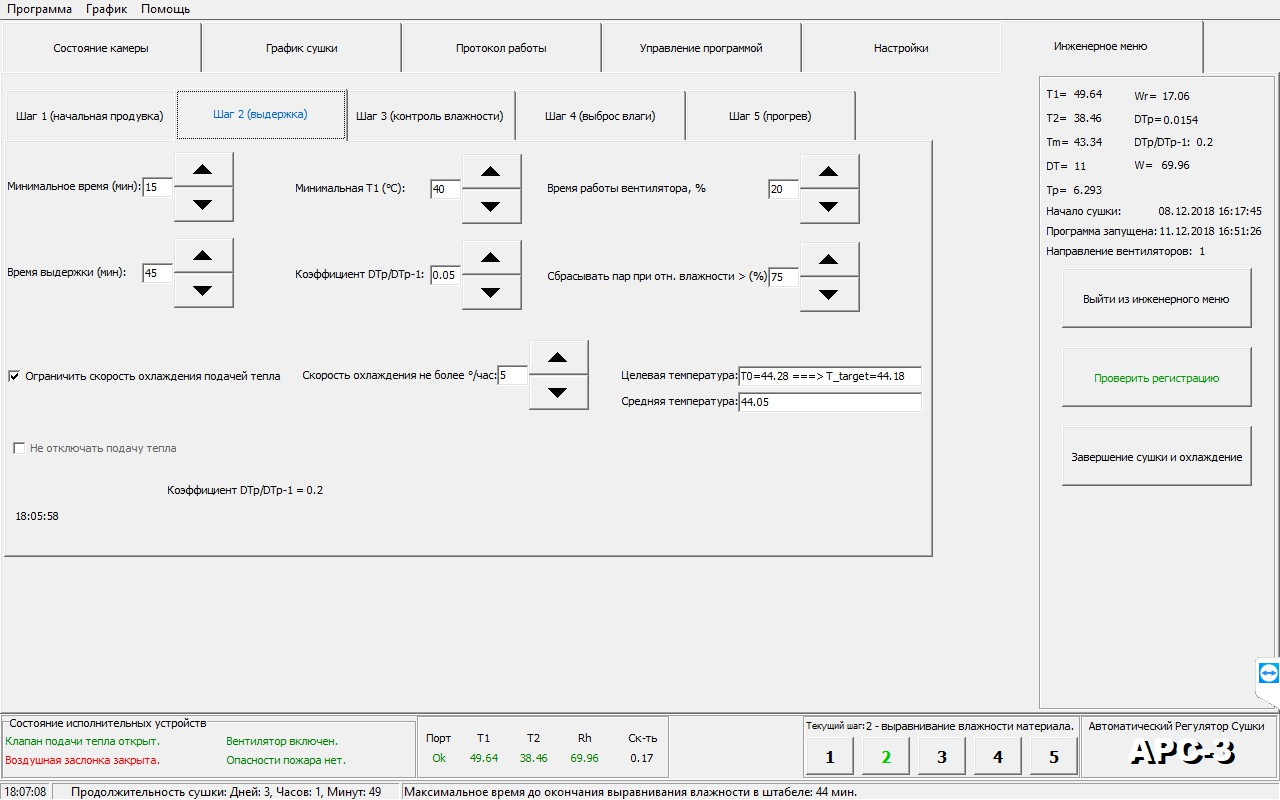 Программа График Помощь
Состояние камеры График сушки Протокол работы Управление программой Настройки Инженерное меню
Шаг 1 (начальная продувка) Шаг 2 (выдержка) Шаг 3 (контроль влажности) Шаг 4 (выброс влаги) Шаг 5 (прогрев)
Минимальное время (мин): 15 Минимальная T1 (°C): 40 Время работы вентилятора, % 20
Время выдержки (мин): 45 Коэффициент DTp/DTp-1: 0.05 Сбрасывать пар при отн. влажности > (%) 75
Ограничить скорость охлаждения подачей тепла Скорость охлаждения не более °/час: 5 Целевая температура: T0=44.28 ===> T_target=44.18
Средняя температура: 44.05
Не отключать подачу тепла
Коэффициент DTp/DTp-1 = 0.2
18:05:58
T1= 49.64 Wr= 17.06
T2= 38.46 DTp= 0.0154
Tm= 43.34 DTp/DTp-1: 0.2
DT= 11 W= 69.96
Tp= 6.293
Начало сушки: 08.12.2018 16:17:45
Программа запущена: 11.12.2018 16:51:26
Направление вентиляторов: 1
Выйти из инженерного меню
Проверить регистрацию
Завершение сушки и охлаждение
Состояние исполнительных устройств
Клапан подачи тепла открыт. Вентилятор включен.
Воздушная заслонка закрыта. Опасности пожара нет.
Порт T1 T2 Rh Ск-ть
Ok 49.64 38.46 69.96 0.17
Текущий шаг: 2 - выравнивание влажности материала.
1 2 3 4 5
Автоматический Регулятор Сушки
АРС-3
18:07:08 Продолжительность сушки: Дней: 3, Часов: 1, Минут: 49 Максимальное время до окончания выравнивания влажности в штабеле: 44 мин.